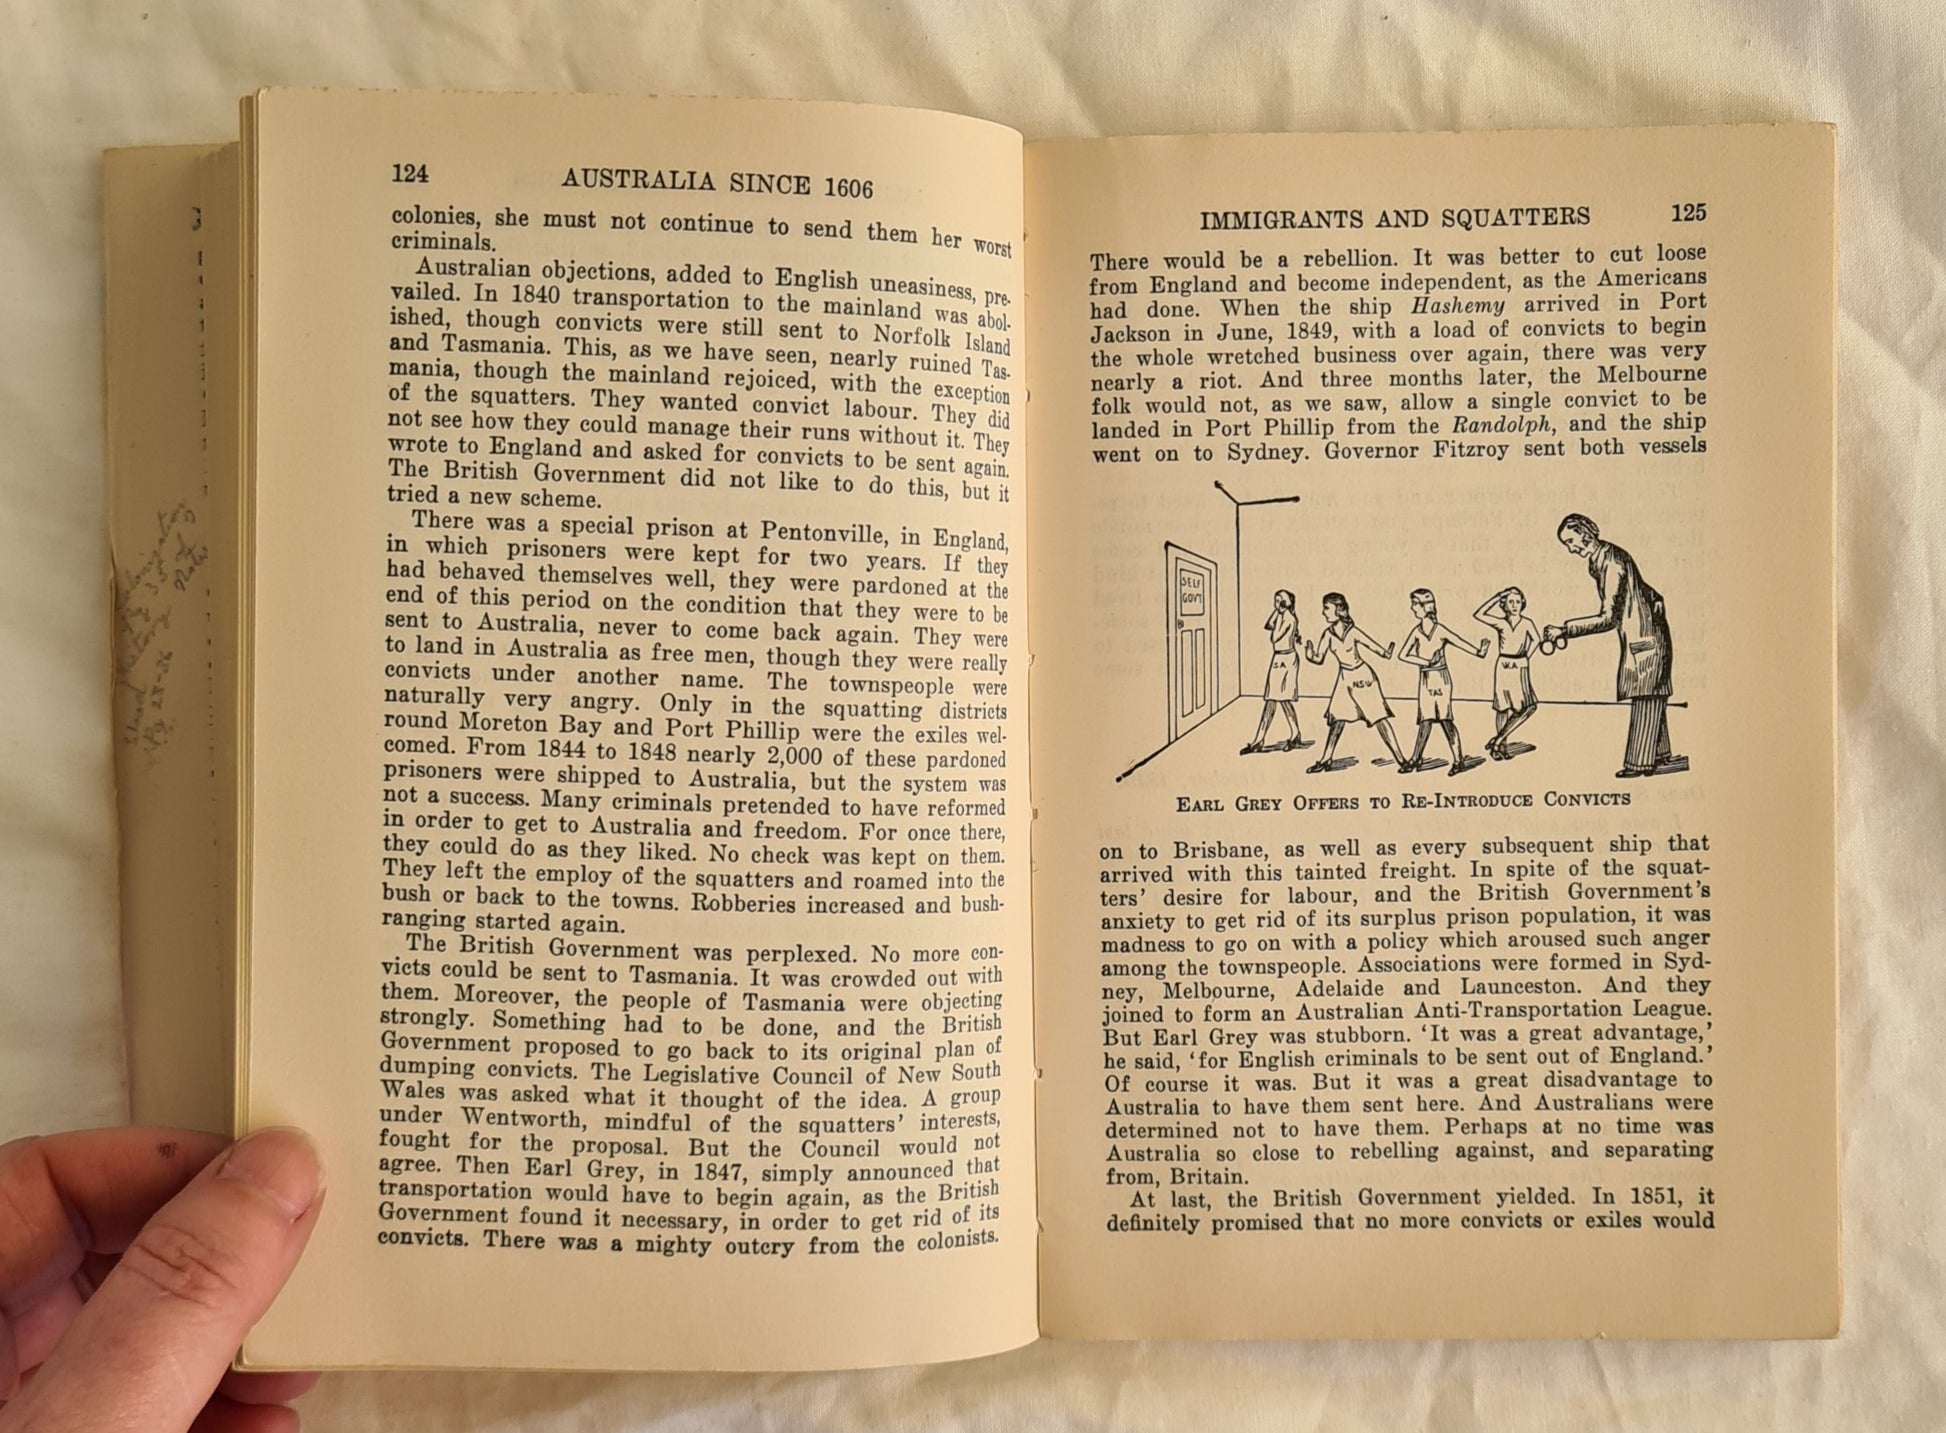 124
AUSTRALIA SINCE 1606
colonies, she must not continue to send them her worst
criminals.
Australian objections, added to English uneasiness, pre-
vailed. In 1840 transportation to the mainland was abol-
ished, though convicts were still sent to Norfolk Island
and Tasmania. This, as we have seen, nearly ruined Tas-
mania, though the mainland rejoiced, with the exception
of the squatters. They wanted convict labour. They did
not see how they could manage their runs without it. They
wrote to England and asked for convicts to be sent again.
The British Government did not like to do this, but it
tried a new scheme.
There was a special prison at Pentonville, in England,
in which prisoners were kept for two years. If they
had behaved themselves well, they were pardoned at the
end of this period on the condition that they were to be
sent to Australia, never to come back again. They were
to land in Australia as free men, though they were really
convicts under another name. The townspeople were
naturally very angry. Only in the squatting districts
round Moreton Bay and Port Phillip were the exiles wel-
comed. From 1844 to 1848 nearly 2,000 of these pardoned
prisoners were shipped to Australia, but the system was
not a success. Many criminals pretended to have reformed
in order to get to Australia and freedom. For once there,
they could do as they liked. No check was kept on them.
They left the employ of the squatters and roamed into the
bush or back to the towns. Robberies increased and bush-
ranging started again.
The British Government was perplexed. No more con-
victs could be sent to Tasmania. It was crowded out with
them. Moreover, the people of Tasmania were objecting
strongly. Something had to be done, and the British
Government proposed to go back to its original plan of
dumping convicts. The Legislative Council of New South
Wales was asked what it thought of the idea. A group
under Wentworth, mindful of the squatters' interests,
fought for the proposal. But the Council would not
agree. Then Earl Grey, in 1847, simply announced that
transportation would have to begin again, as the British
Government found it necessary, in order to get rid of its
convicts. There was a mighty outcry from the colonists.
IMMIGRANTS AND SQUATTERS
125
There would be a rebellion. It was better to cut loose
from England and become independent, as the Americans
had done. When the ship Hashemy arrived in Port
Jackson in June, 1849, with a load of convicts to begin
the whole wretched business over again, there was very
nearly a riot. And three months later, the Melbourne
folk would not, as we saw, allow a single convict to be
landed in Port Phillip from the Randolph, and the ship
went on to Sydney. Governor Fitzroy sent both vessels
SELF
GOVT
S.A.
NSW
TAS
W.A.
EARL GREY OFFERS TO RE-INTRODUCE CONVICTS
on to Brisbane, as well as every subsequent ship that
arrived with this tainted freight. In spite of the squat-
ters' desire for labour, and the British Government's
anxiety to get rid of its surplus prison population, it was
madness to go on with a policy which aroused such anger
among the townspeople. Associations were formed in Syd-
ney, Melbourne, Adelaide and Launceston. And they
joined to form an Australian Anti-Transportation League.
But Earl Grey was stubborn. 'It was a great advantage,'
he said, 'for English criminals to be sent out of England.'
Of course it was. But it was a great disadvantage to
Australia to have them sent here. And Australians were
determined not to have them. Perhaps at no time was
Australia so close to rebelling against, and separating
from, Britain.
At last, the British Government yielded. In 1851, it
definitely promised that no more convicts or exiles would